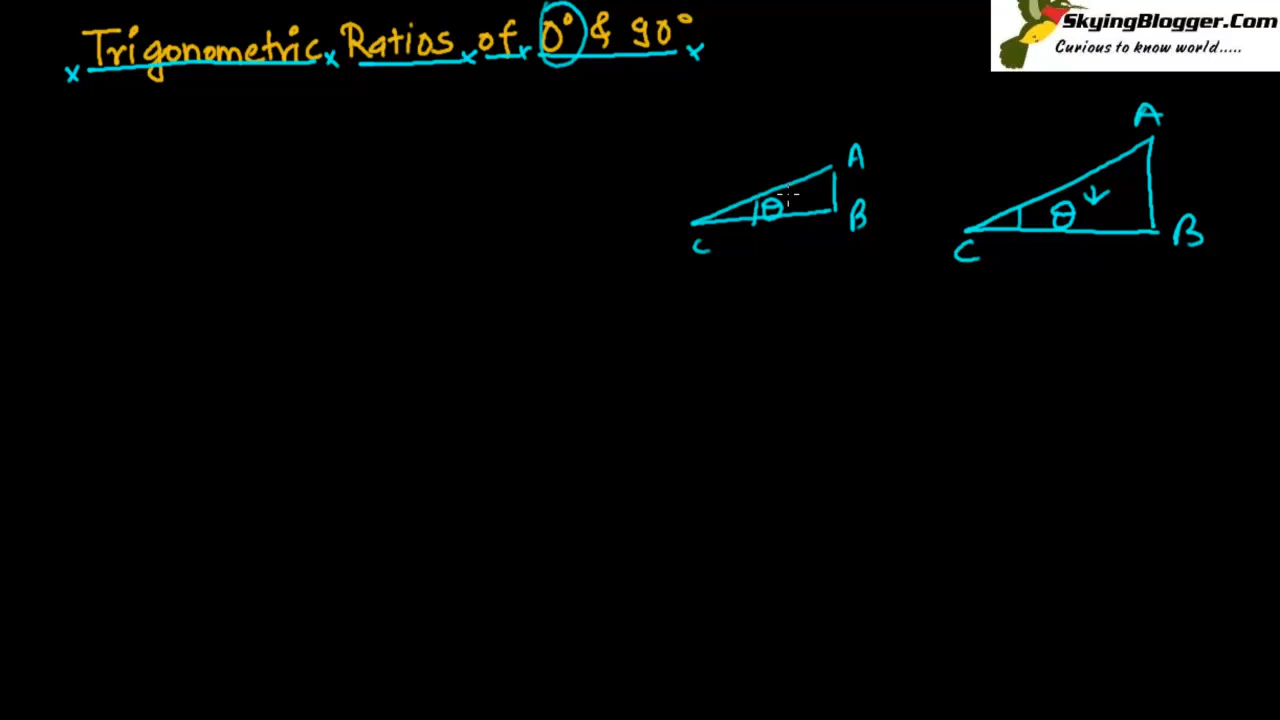 Trigonometric Ratios of 0° & 90°
SkyingBlogger.Com
Curious to know world.....
A
A
B
θ
θ
B
C
C